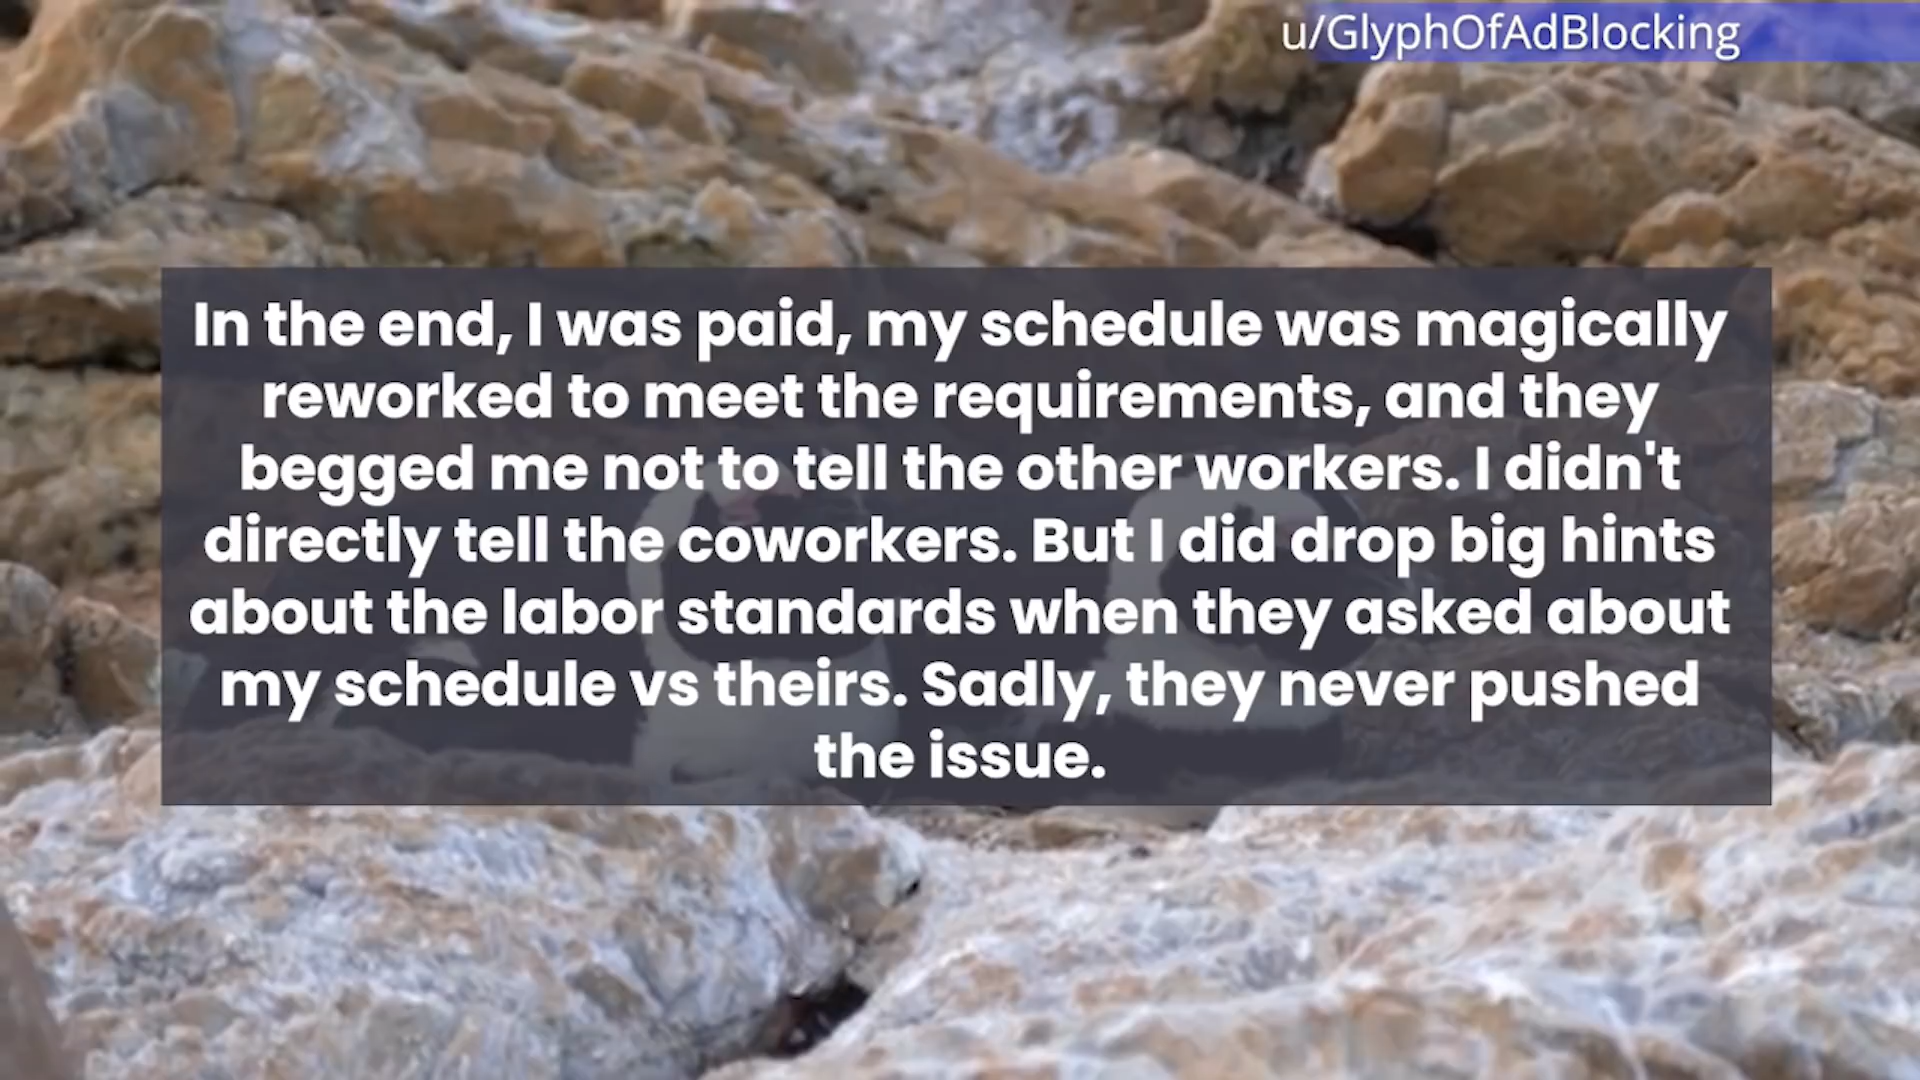 u/GlyphOfAdBlocking
In the end, I was paid, my schedule was magically
reworked to meet the requirements, and they
begged me not to tell the other workers. I didn't
directly tell the coworkers. But I did drop big hints
about the labor standards when they asked about
my schedule vs theirs. Sadly, they never pushed
the issue.